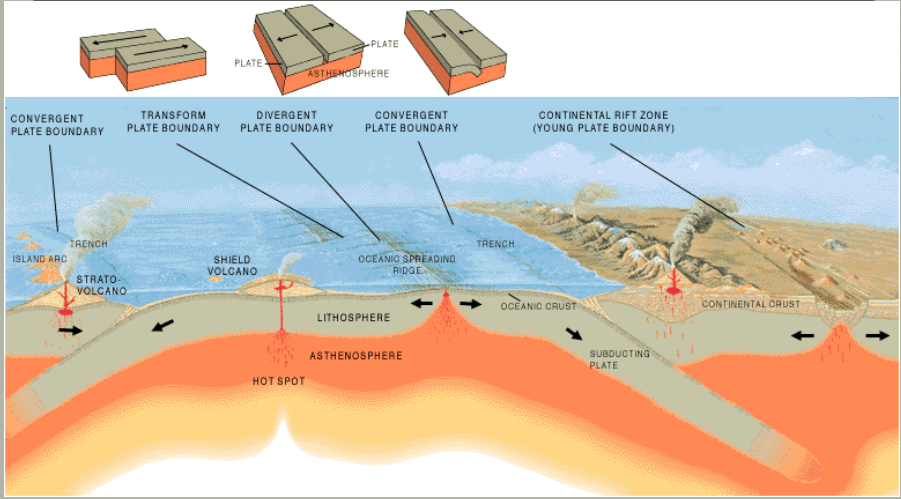 PLATE
PLATE
ASTHENOSPHERE
CONVERGENT
PLATE BOUNDARY
TRANSFORM
PLATE BOUNDARY
DIVERGENT
PLATE BOUNDARY
CONVERGENT
PLATE BOUNDARY
CONTINENTAL RIFT ZONE
(YOUNG PLATE BOUNDARY)
TRENCH
ISLAND ARC
STRATO-
VOLCANO
SHIELD
VOLCANO
OCEANIC SPREADING
RIDGE
TRENCH
OCEANIC CRUST
CONTINENTAL CRUST
LITHOSPHERE
ASTHENOSPHERE
SUBDUCTING
PLATE
HOT SPOT